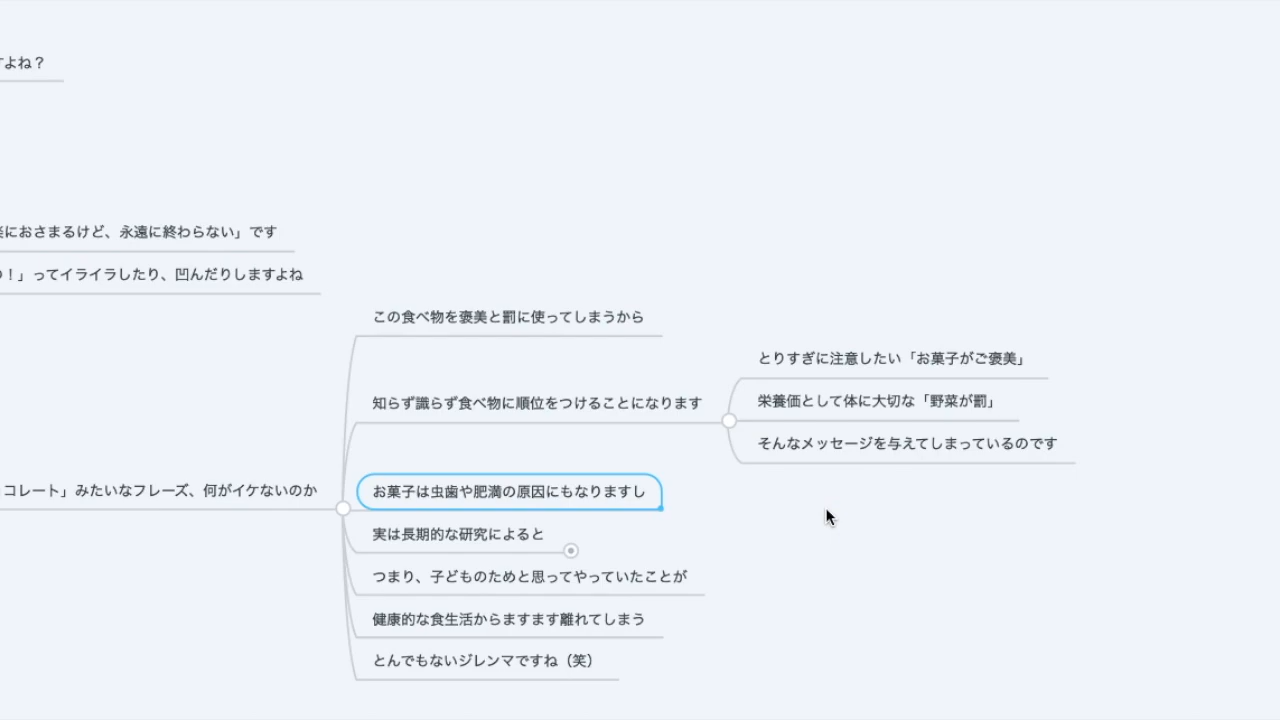 よね？
におさまるけど、永遠に終わらない」です
！」ってイライラしたり、凹んだりしますよね
この食べ物を褒美と罰に使ってしまうから
とりすぎに注意したい「お菓子がご褒美」
知らず識らず食べ物に順位をつけることになります
栄養価として体に大切な「野菜が罰」
そんなメッセージを与えてしまっているのです
コレート」みたいなフレーズ、何がイケないのか
お菓子は虫歯や肥満の原因にもなりますし
実は長期的な研究によると
つまり、子どものためと思ってやっていたことが
健康的な食生活からますます離れてしまう
とんでもないジレンマですね（笑）